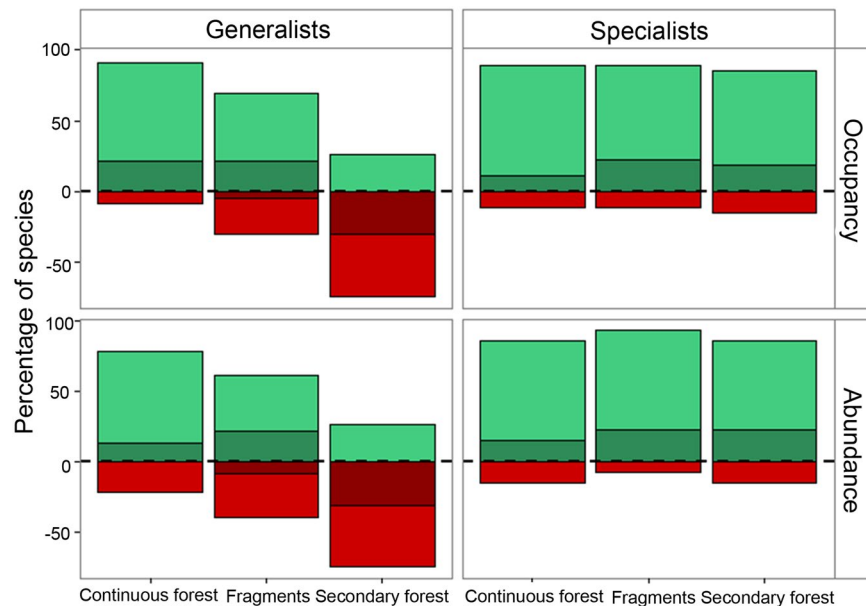 Generalists
Specialists
100
50
0
-50
Occupancy
Percentage of species
100
50
0
-50
Abundance
Continuous forest
Fragments
Secondary forest
Continuous forest
Fragments
Secondary forest